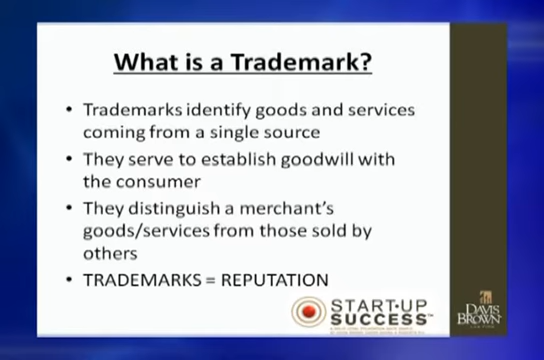 What is a Trademark?
• Trademarks identify goods and services
coming from a single source
• They serve to establish goodwill with
the consumer
• They distinguish a merchant's
goods/services from those sold by
others
• TRADEMARKS = REPUTATION
START·UP
SUCCESS™
DAVIS
BROWN